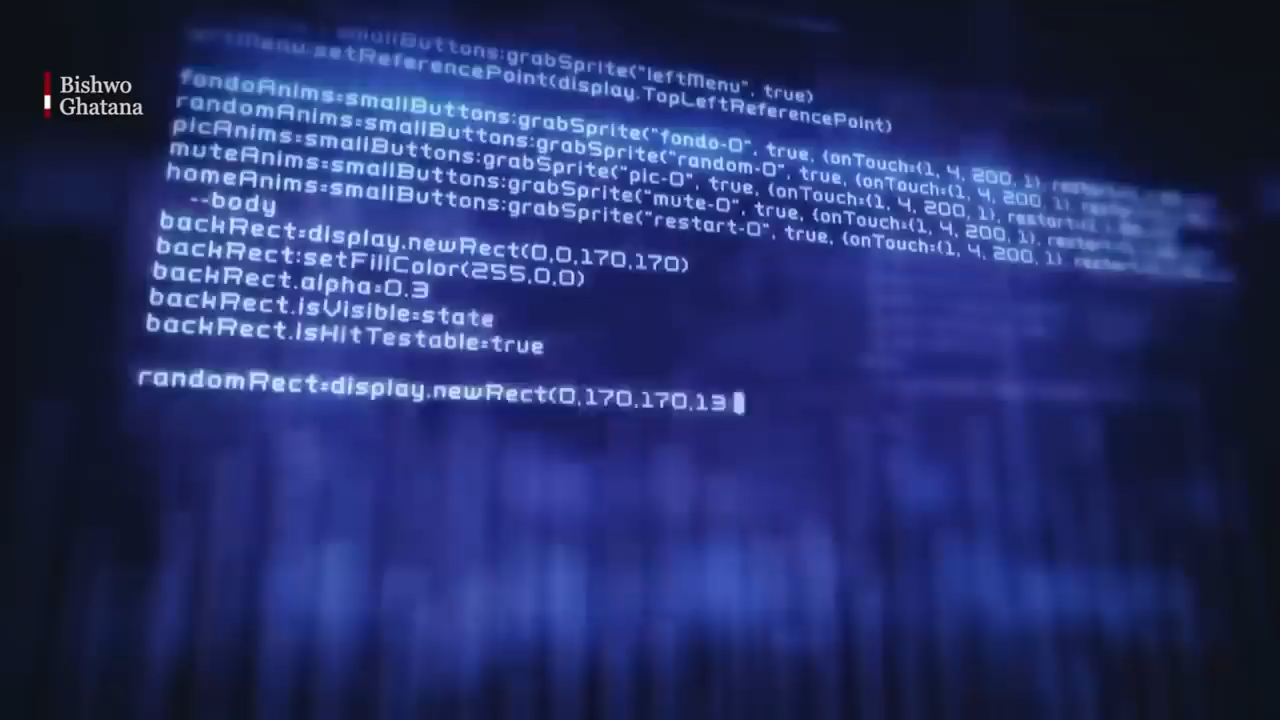 Bishwo
Ghatana
smallButtons:grabSprite("leftMenu", true)
setReferencePoint(display.TopLeftReferencePoint)
fondoAnims=smallButtons:grabSprite("fondo-0", true, {onTouch={1, 4, 200, 1},
randomAnims=smallButtons:grabSprite("random-0", true, {onTouch={1, 4, 200, 1},
picAnims=smallButtons:grabSprite("pic-0", true, {onTouch={1, 4, 200, 1},
muteAnims=smallButtons:grabSprite("mute-0", true, {onTouch={1, 4, 200, 1},
homeAnims=smallButtons:grabSprite("restart-0", true, {onTouch={1, 4, 200, 1},
--body
backRect=display.newRect(0,0,170,170)
backRect:setFillColor(255,0,0)
backRect.alpha=0.3
backRect.isVisible=state
backRect.isHitTestable=true
randomRect=display.newRect(0,170,170,13